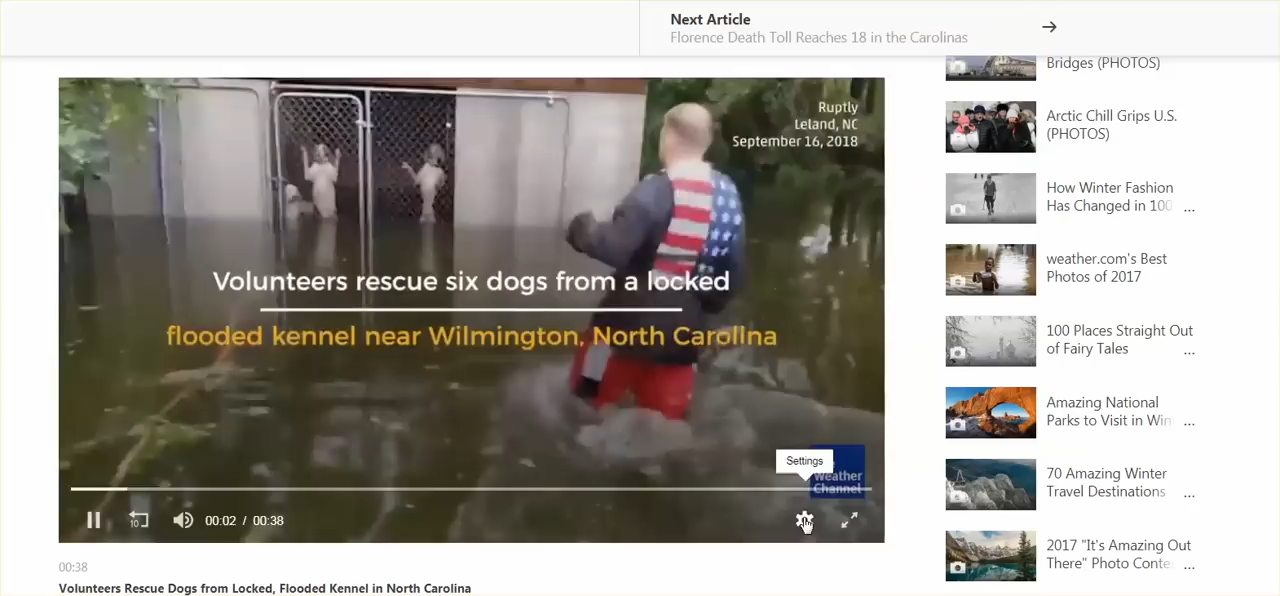 Next Article
Florence Death Toll Reaches 18 in the Carolinas
Ruptly
Leland, NC
September 16, 2018
Volunteers rescue six dogs from a locked
flooded kennel near Wilmington, North Carolina
Settings
Weather
Channel
10
00:02 / 00:38
00:38
Volunteers Rescue Dogs from Locked, Flooded Kennel in North Carolina
Bridges (PHOTOS)
Arctic Chill Grips U.S.
(PHOTOS)
How Winter Fashion
Has Changed in 100 ...
weather.com's Best
Photos of 2017
100 Places Straight Out
of Fairy Tales ...
Amazing National
Parks to Visit in Win ...
70 Amazing Winter
Travel Destinations ...
2017 "It's Amazing Out
There" Photo Conte ...